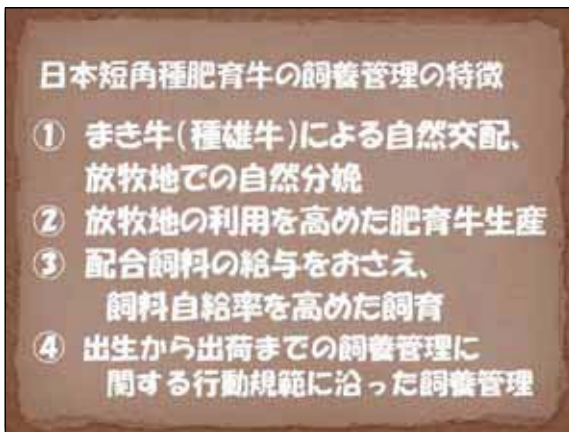 日本短角種肥育牛の飼養管理の特徴
① まき牛(種雄牛)による自然交配、
放牧地での自然分娩
② 放牧地の利用を高めた肥育牛生産
③ 配合飼料の給与をおさえ、
飼料自給率を高めた飼育
④ 出生から出荷までの飼養管理に
関する行動規範に沿った飼養管理